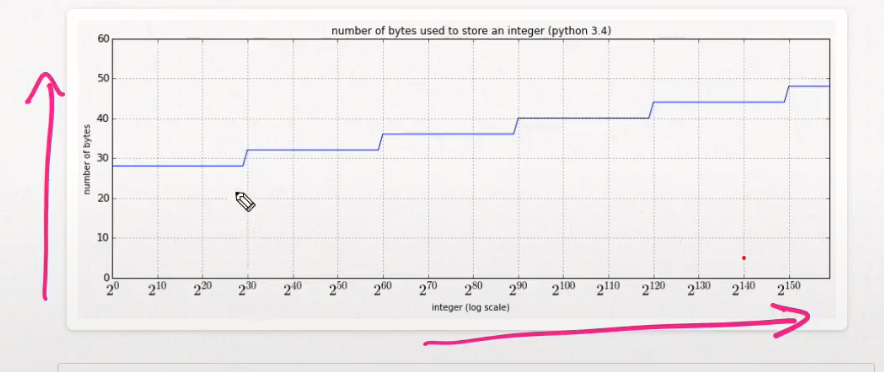 number of bytes used to store an integer (python 3.4)
60
50
40
30
20
10
0
number of bytes
2^0 2^10 2^20 2^30 2^40 2^50 2^60 2^70 2^80 2^90 2^100 2^110 2^120 2^130 2^140 2^150
integer (log scale)